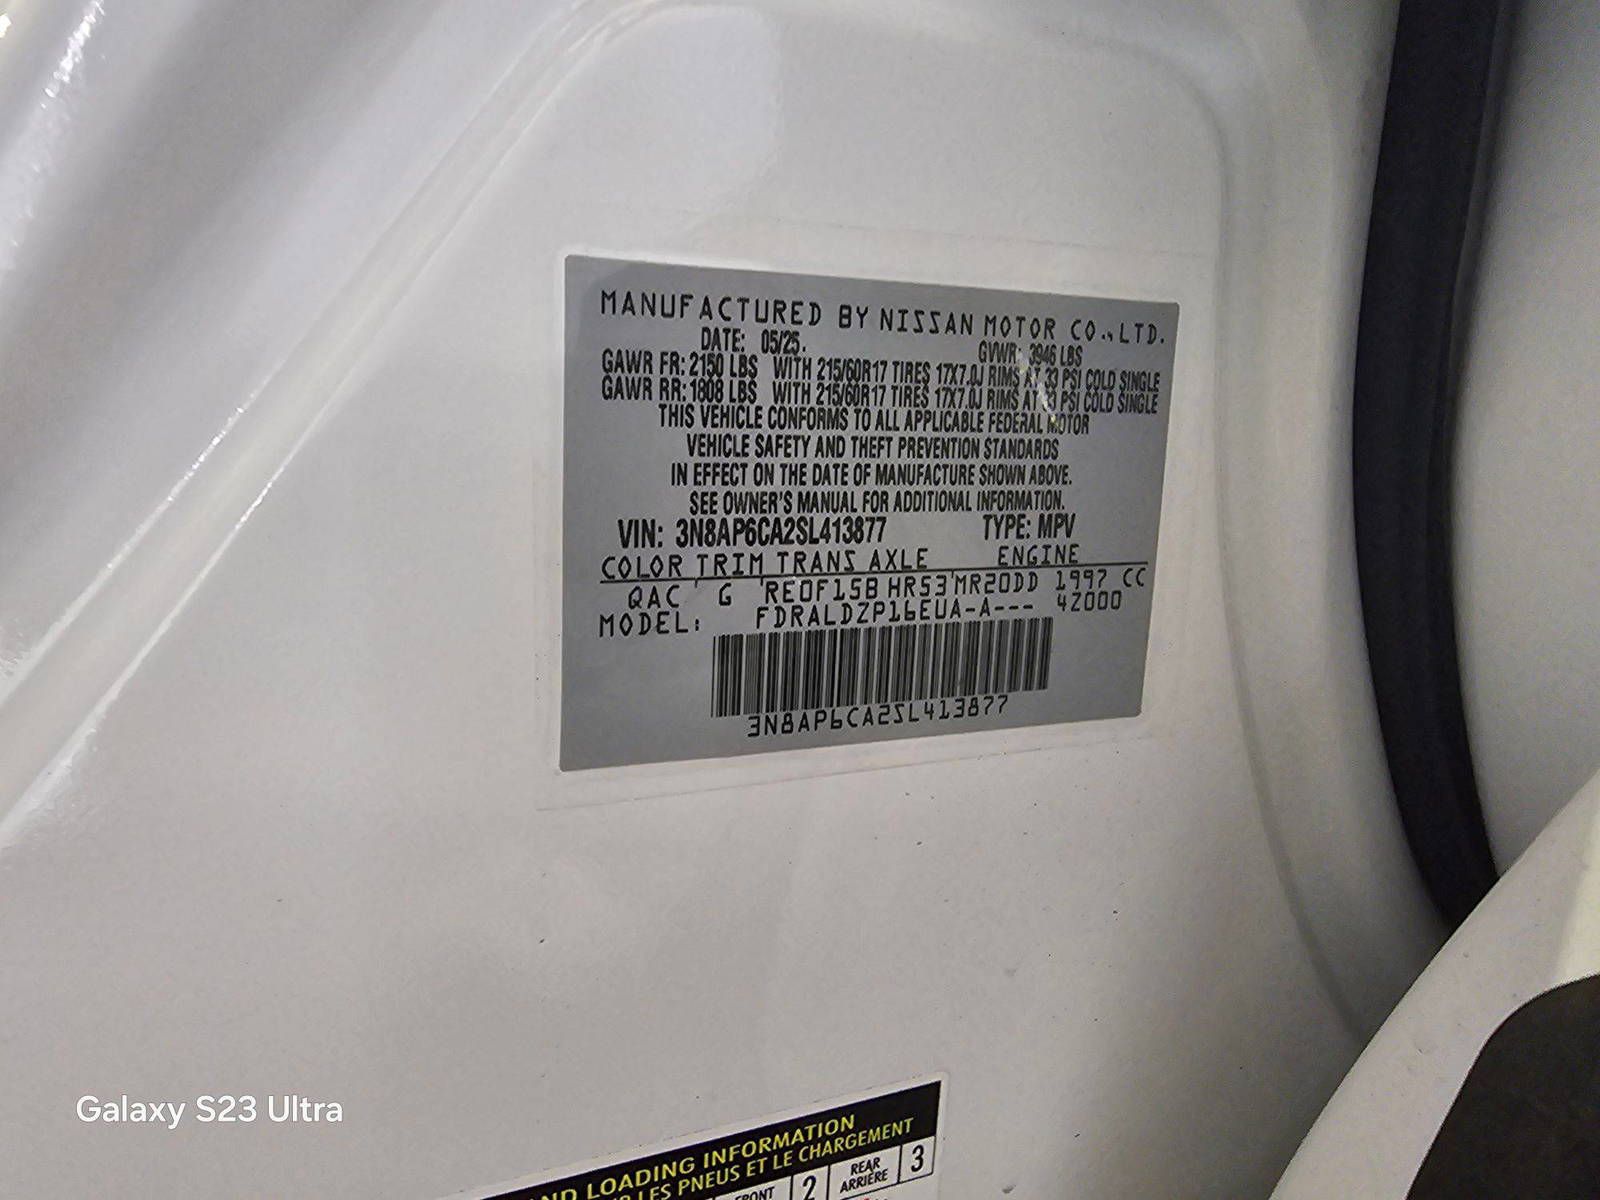 MANUFACTURED BY NISSAN MOTOR CO.,LTD.
DATE: 05/25. GVWR: 3946 LBS
GAWR FR: 2150 LBS WITH 215/60R17 TIRES 17X7.0J RIMS AT 33 PSI COLD SINGLE
GAWR RR: 1808 LBS WITH 215/60R17 TIRES 17X7.0J RIMS AT 33 PSI COLD SINGLE
THIS VEHICLE CONFORMS TO ALL APPLICABLE FEDERAL MOTOR
VEHICLE SAFETY AND THEFT PREVENTION STANDARDS
IN EFFECT ON THE DATE OF MANUFACTURE SHOWN ABOVE.
SEE OWNER'S MANUAL FOR ADDITIONAL INFORMATION.
VIN: 3N8AP6CA2SL413877 TYPE: MPV
COLOR TRIM TRANS AXLE ENGINE
QAC G RE0F15B HR53 MR20DD 1997 CC
MODEL: FDRALDZP16EUA-A--- 4Z000
3N8AP6CA2SL413877
LOADING INFORMATION
LES PNEUS ET LE CHARGEMENT
FRONT 2 REAR 3
ARRIÈRE
Galaxy S23 Ultra